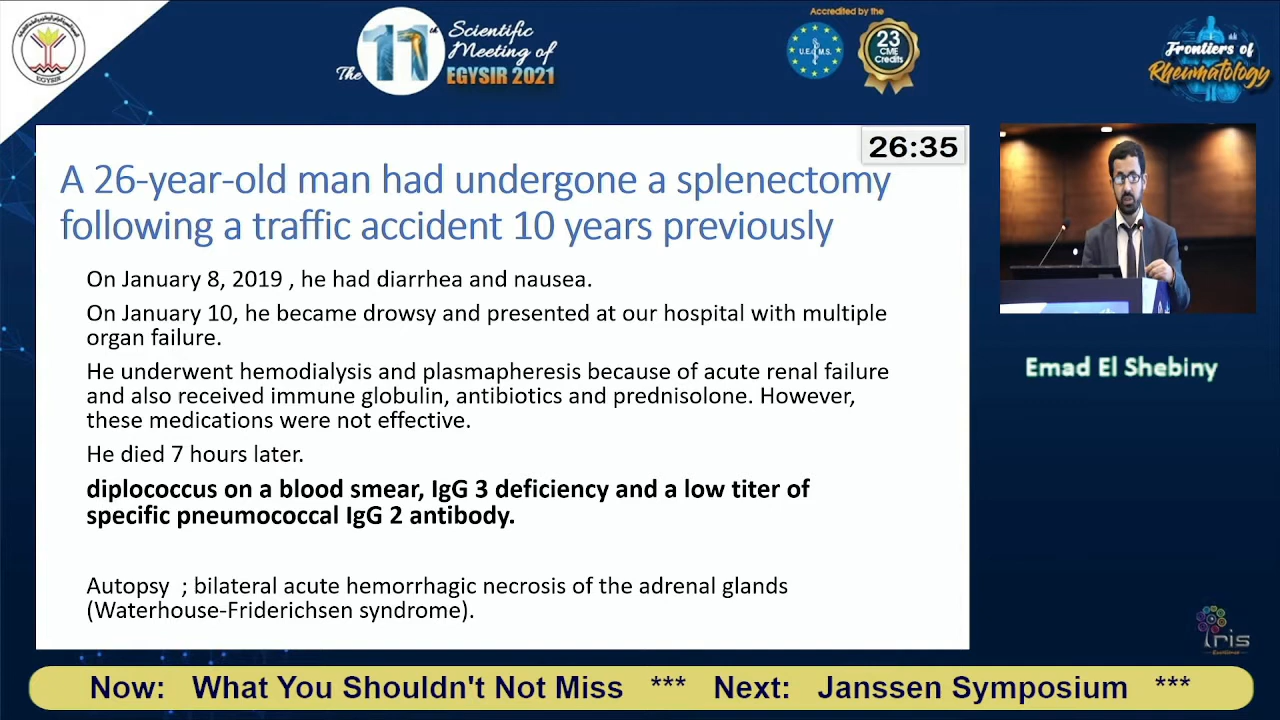 Accredited by the
The 11th Scientific
Meeting of
EGYSIR 2021
U.E.M.S.
23
CME
Credits
Frontiers of
Rheumatology
EGYSIR
26:35
A 26-year-old man had undergone a splenectomy
following a traffic accident 10 years previously
On January 8, 2019 , he had diarrhea and nausea.
On January 10, he became drowsy and presented at our hospital with multiple
organ failure.
He underwent hemodialysis and plasmapheresis because of acute renal failure
and also received immune globulin, antibiotics and prednisolone. However,
these medications were not effective.
He died 7 hours later.
diplococcus on a blood smear, IgG 3 deficiency and a low titer of
specific pneumococcal IgG 2 antibody.
Autopsy ; bilateral acute hemorrhagic necrosis of the adrenal glands
(Waterhouse-Friderichsen syndrome).
Emad El Shebiny
Iris
Now: What You Shouldn't Not Miss *** Next: Janssen Symposium ***